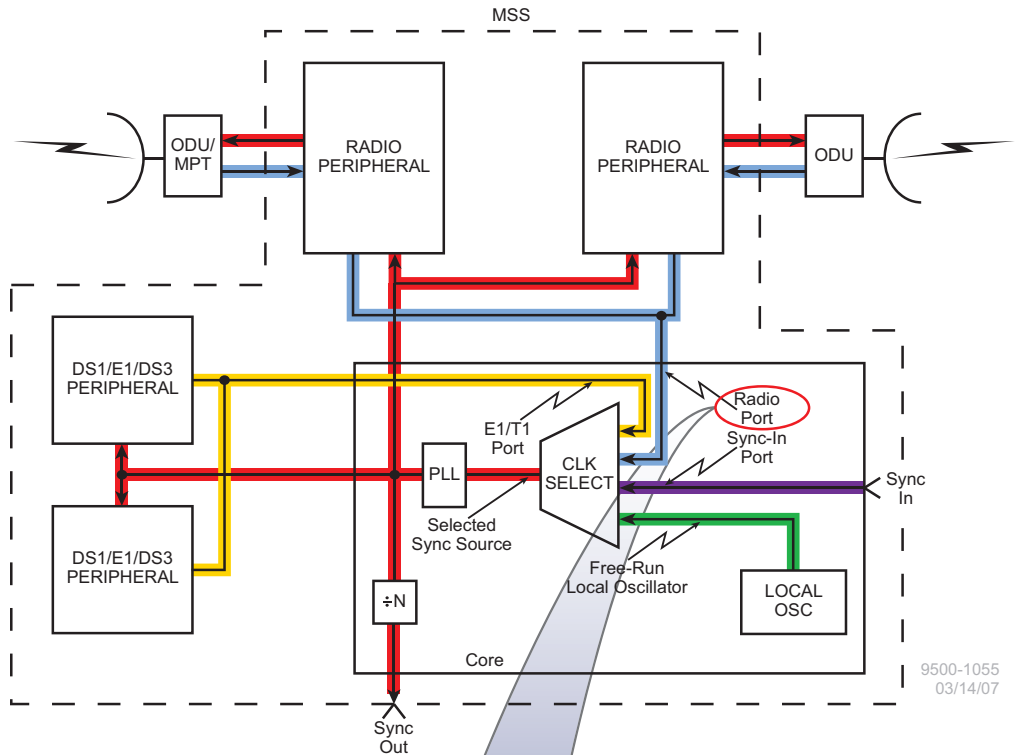 MSS
ODU/
MPT
RADIO
PERIPHERAL
RADIO
PERIPHERAL
ODU
DS1/E1/DS3
PERIPHERAL
E1/T1
Port
Radio
Port
Sync-In
Port
PLL
CLK
SELECT
Sync
In
Selected
Sync Source
DS1/E1/DS3
PERIPHERAL
Free-Run
Local Oscillator
÷N
LOCAL
OSC
Core
9500-1055
03/14/07
Sync
Out